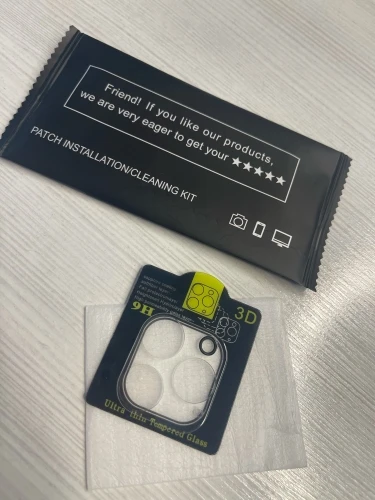 Friend! If you like our products,
we are very eager to get your ★★★★★
PATCH INSTALLATION/CLEANING KIT
9H
3D
Ultra thin Tempered Glass